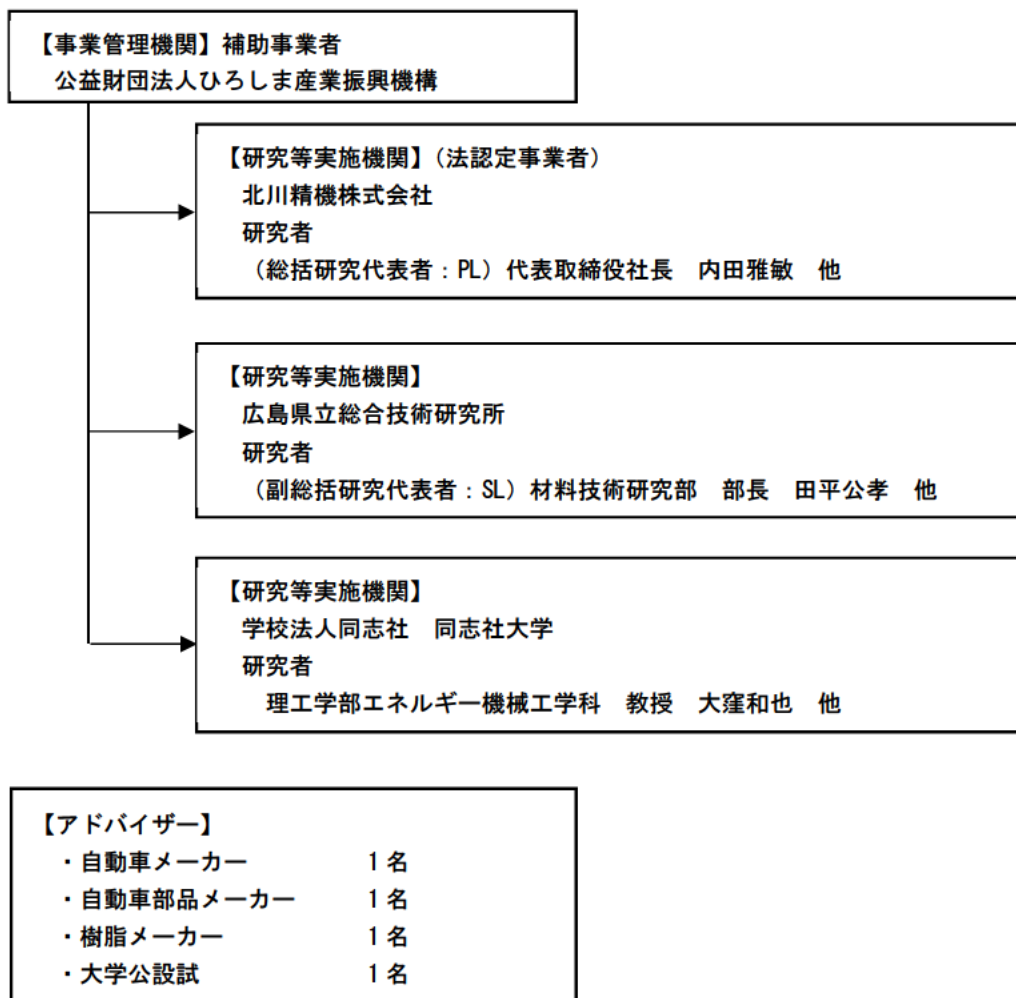 【事業管理機関】補助事業者
公益財団法人ひろしま産業振興機構
【研究等実施機関】（法認定事業者）
北川精機株式会社
研究者
（総括研究代表者：PL）代表取締役社長　内田雅敏　他
【研究等実施機関】
広島県立総合技術研究所
研究者
（副総括研究代表者：SL）材料技術研究部　部長　田平公孝　他
【研究等実施機関】
学校法人同志社　同志社大学
研究者
理工学部エネルギー機械工学科　教授　大窪和也　他
【アドバイザー】
・自動車メーカー　1名
・自動車部品メーカー　1名
・樹脂メーカー　1名
・大学公設試　1名